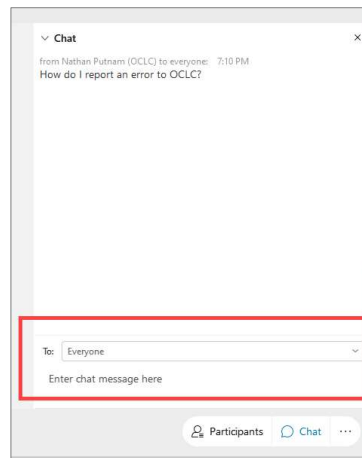 Chat
from Nathan Putnam (OCLC) to everyone: 7:10 PM
How do I report an error to OCLC?
To: Everyone
Enter chat message here
Participants Chat